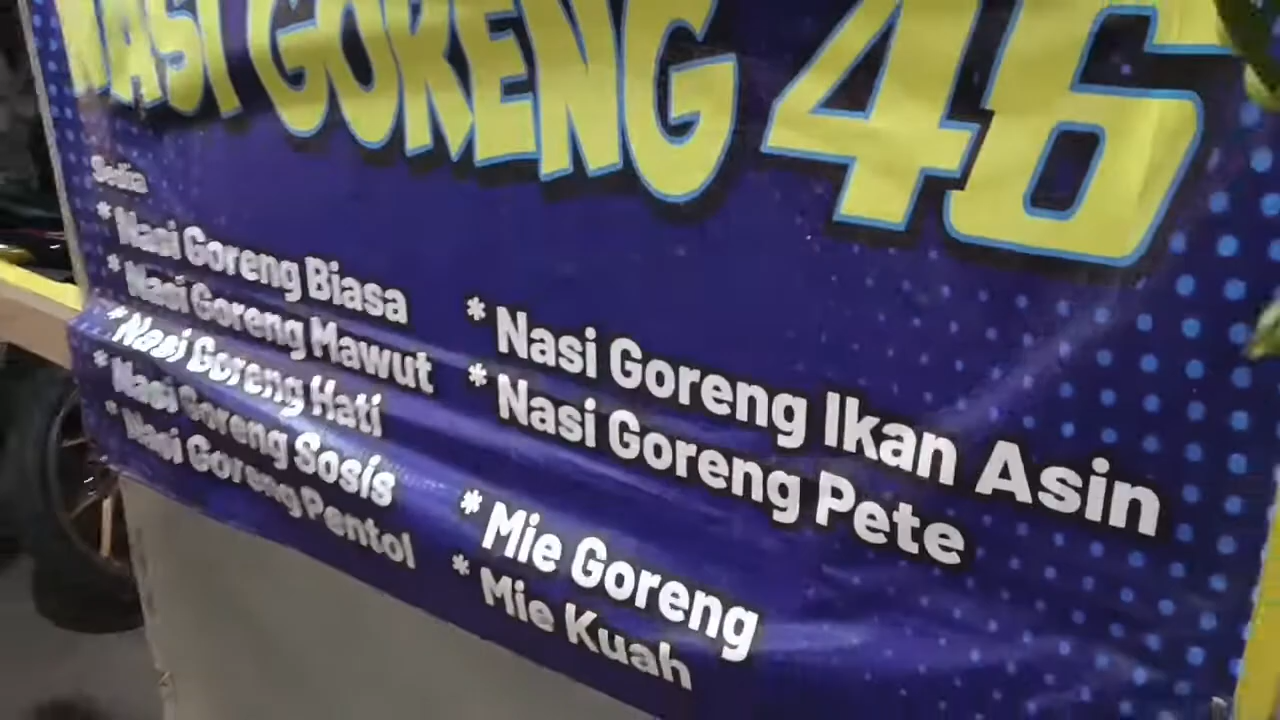 NASI GORENG 46
Sedia
* Nasi Goreng Biasa
* Nasi Goreng Mawut
* Nasi Goreng Hati
* Nasi Goreng Sosis
* Nasi Goreng Pentol
* Nasi Goreng Ikan Asin
* Nasi Goreng Pete
* Mie Goreng
* Mie Kuah